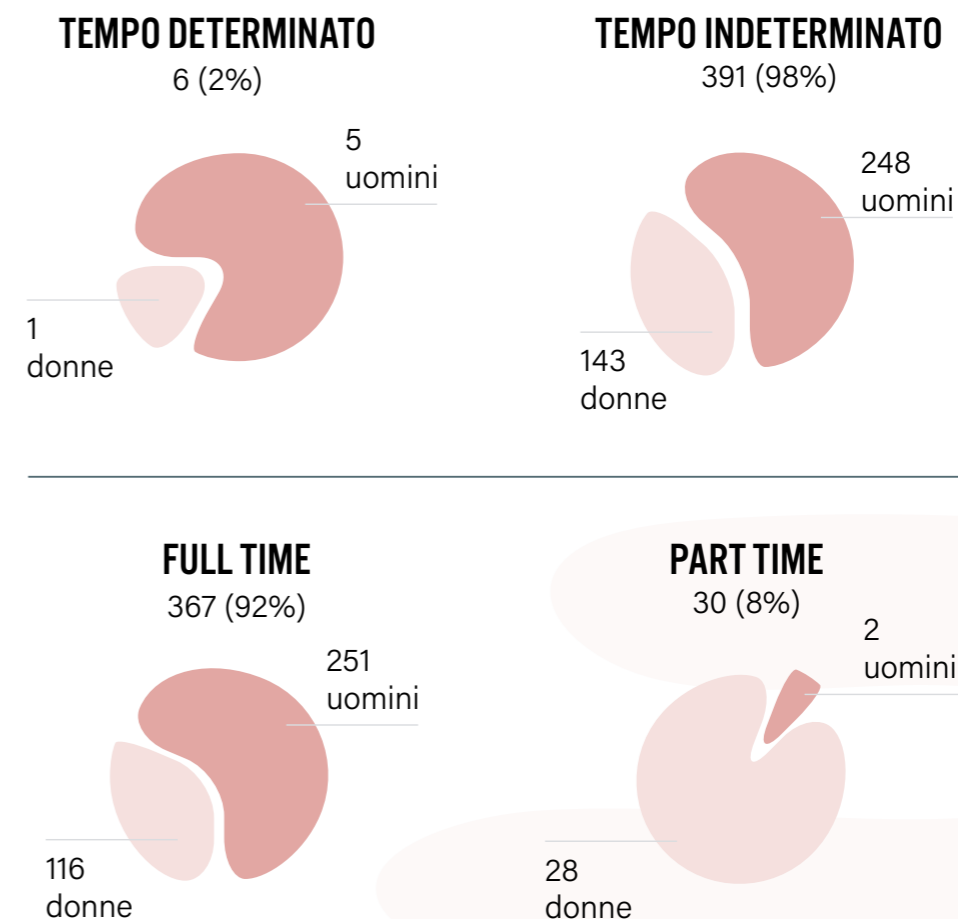 TEMPO DETERMINATO
6 (2%)
5
uomini
1
donne
TEMPO INDETERMINATO
391 (98%)
248
uomini
143
donne
FULL TIME
367 (92%)
251
uomini
116
donne
PART TIME
30 (8%)
2
uomini
28
donne